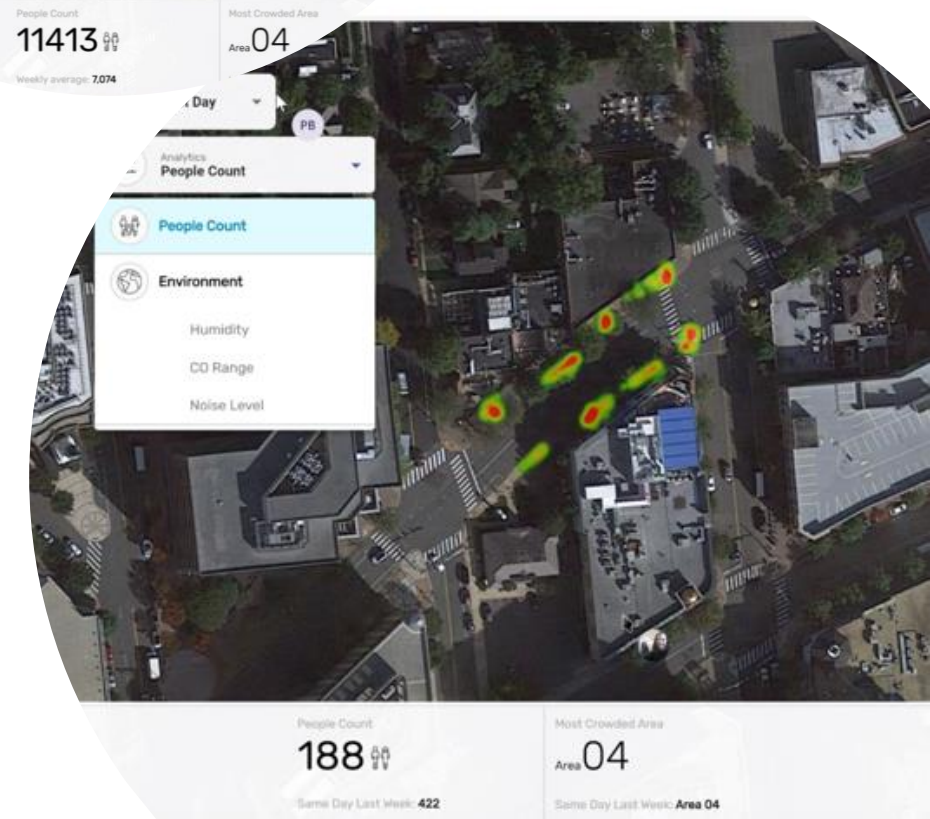 People Count
Most Crowded Area
11413
Area 04
Weekly average: 7,074
Day
PB
Analytics
People Count
People Count
Environment
Humidity
CO Range
Noise Level
People Count
Most Crowded Area
188
Area 04
Same Day Last Week: 422
Same Day Last Week: Area 04